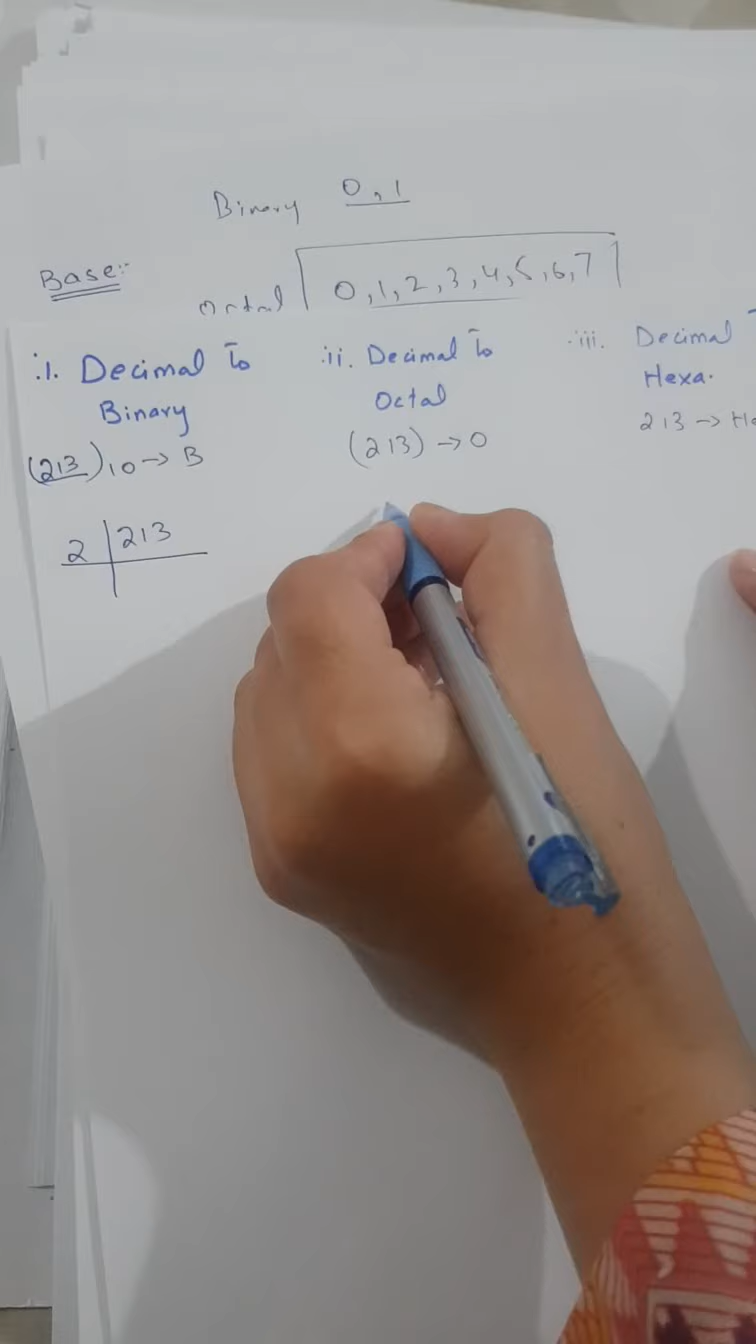 Binary 0, 1
Base:-
Octal 0, 1, 2, 3, 4, 5, 6, 7
:i. Decimal To
Binary
(213)10 → B
2 213
:ii. Decimal To
Octal
(213) → O
:iii. Decimal
Hexa.
213 →